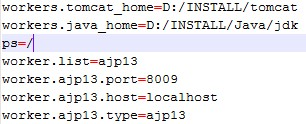 workers.tomcat_home=D:/INSTALL/tomcat
workers.java_home=D:/INSTALL/Java/jdk
ps=/
worker.list=ajp13
worker.ajp13.port=8009
worker.ajp13.host=localhost
worker.ajp13.type=ajp13